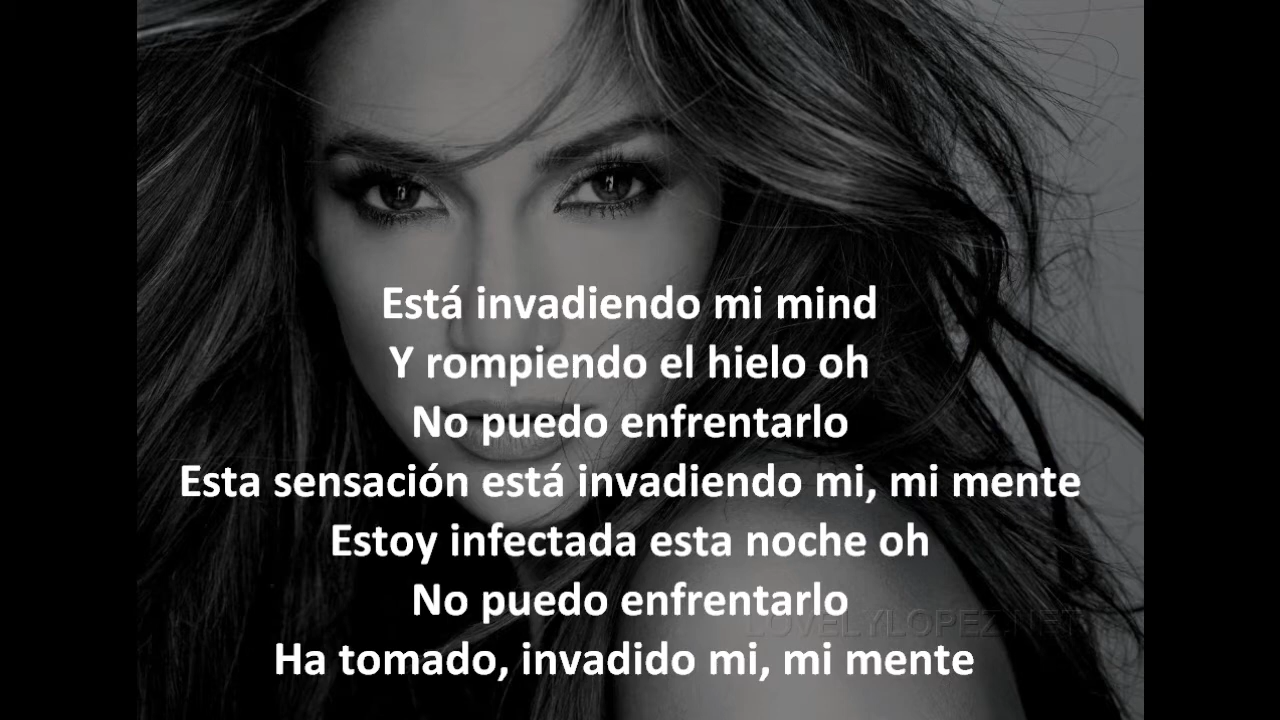 Está invadiendo mi mind
Y rompiendo el hielo oh
No puedo enfrentarlo
Esta sensación está invadiendo mi, mi mente
Estoy infectada esta noche oh
No puedo enfrentarlo
LOVELYLOPEZ.NET
Ha tomado, invadido mi, mi mente